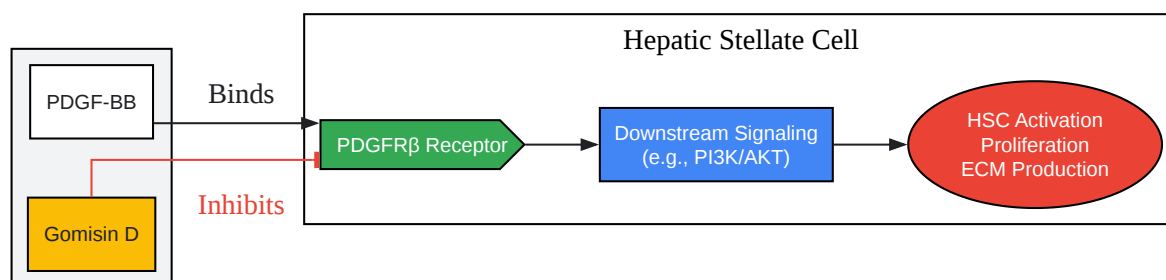 Hepatic Stellate Cell
PDGF-BB
Binds
PDGFRβ Receptor
Downstream Signaling
(e.g., PI3K/AKT)
HSC Activation
Proliferation
ECM Production
Gomisin D
Inhibits